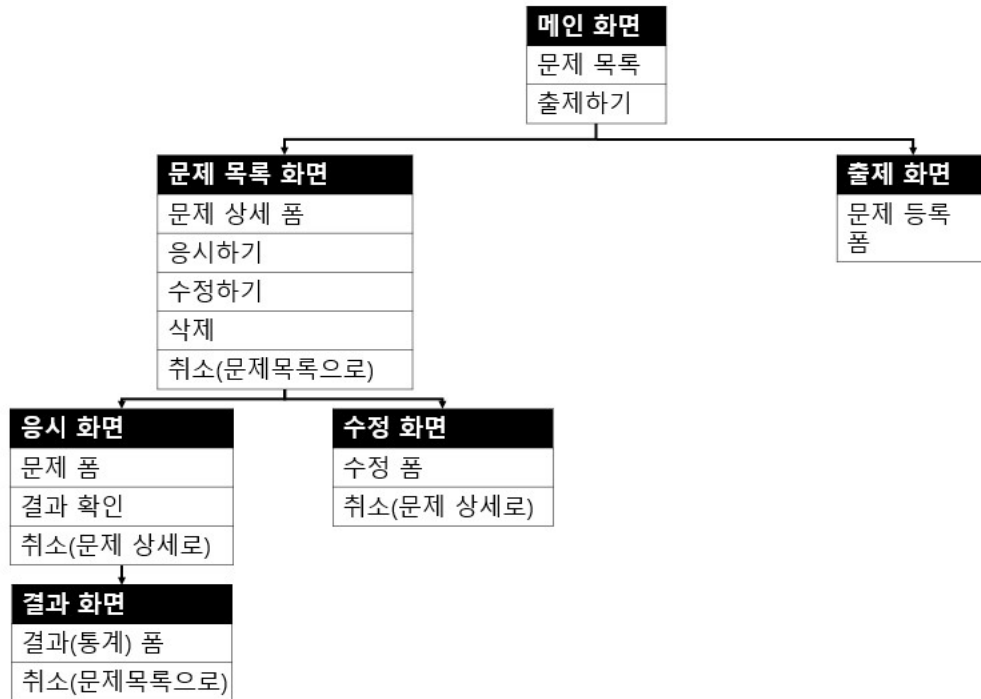 메인 화면
문제 목록
출제하기
문제 목록 화면
문제 상세 폼
응시하기
수정하기
삭제
취소(문제목록으로)
출제 화면
문제 등록
폼
응시 화면
문제 폼
결과 확인
취소(문제 상세로)
수정 화면
수정 폼
취소(문제 상세로)
결과 화면
결과(통계) 폼
취소(문제목록으로)